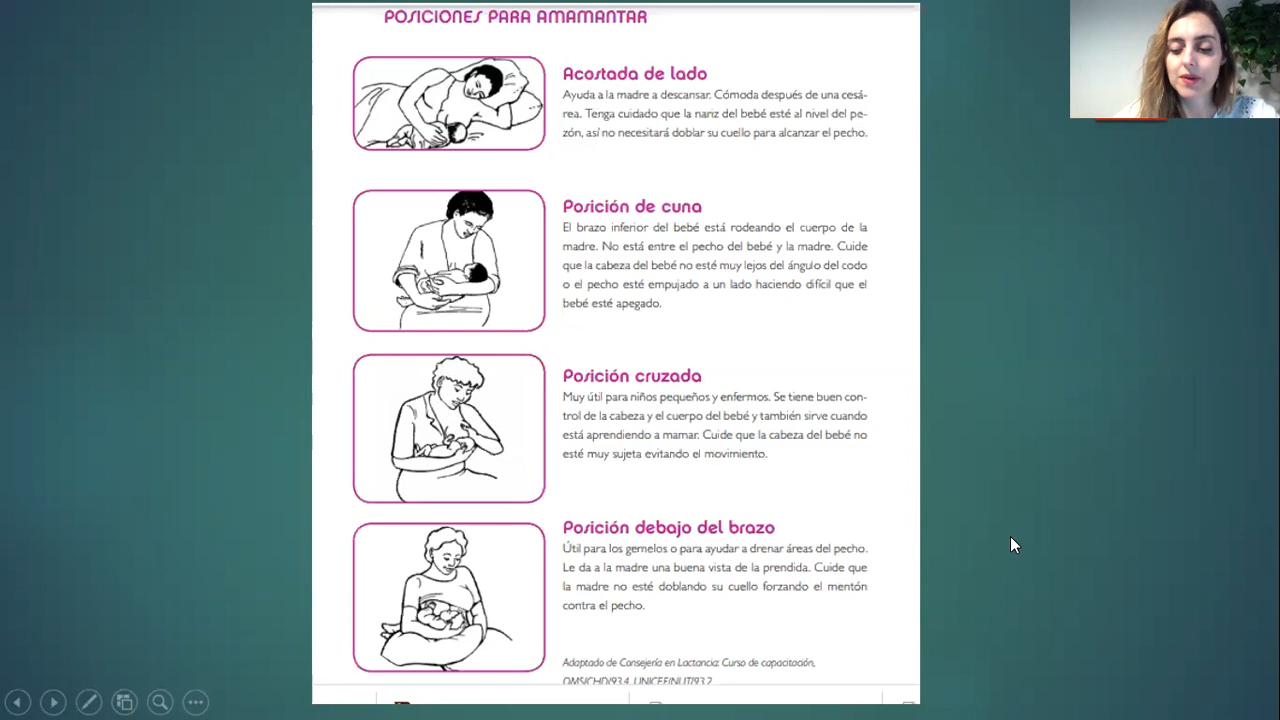 POSICIONES PARA AMAMANTAR
Acostada de lado
Ayuda a la madre a descansar. Cómoda después de una cesá-
rea. Tenga cuidado que la nariz del bebé esté al nivel del pe-
zón, así no necesitará doblar su cuello para alcanzar el pecho.
Posición de cuna
El brazo inferior del bebé está rodeando el cuerpo de la
madre. No está entre el pecho del bebé y la madre. Cuide
que la cabeza del bebé no esté muy lejos del ángulo del codo
o el pecho esté empujado a un lado haciendo difícil que el
bebé esté apegado.
Posición cruzada
Muy útil para niños pequeños y enfermos. Se tiene buen con-
trol de la cabeza y el cuerpo del bebé y también sirve cuando
está aprendiendo a mamar. Cuide que la cabeza del bebé no
esté muy sujeta evitando el movimiento.
Posición debajo del brazo
Útil para los gemelos o para ayudar a drenar áreas del pecho.
Le da a la madre una buena vista de la prendida. Cuide que
la madre no esté doblando su cuello forzando el mentón
contra el pecho.
Adaptado de Consejería en Lactancia: Curso de capacitación,
OMS/CHD/93.4, UNICEF/NUT/93.2